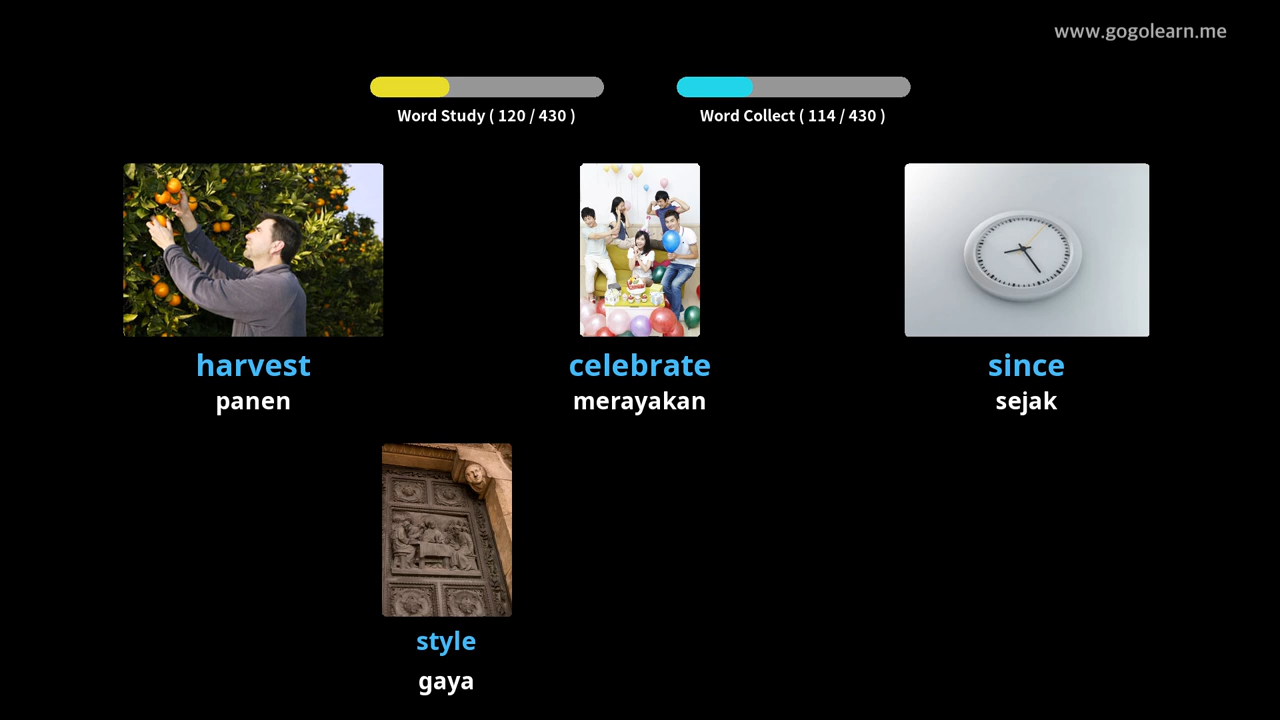 www.gogolearn.me
Word Study ( 120 / 430 )
Word Collect ( 114 / 430 )
harvest
panen
celebrate
merayakan
since
sejak
style
gaya